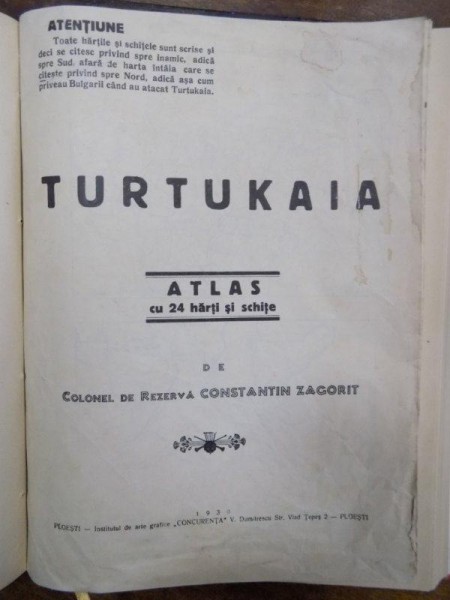 ATENȚIUNE
Toate hărțile și schițele sunt scrise și
deci se citesc privind spre inamic, adică
spre Sud, afară de harta întâia care se
citește privind spre Nord, adică așa cum
priveau Bulgarii când au atacat Turtukaia.
TURTUKAIA
ATLAS
cu 24 hărți și schițe
DE
COLONEL DE REZERVĂ CONSTANTIN ZAGORIT
PLOEȘTI — Institutul de arte grafice „CONCURENȚA" V. Dumitrescu Str. Vlad Țepeș 2 — PLOEȘTI